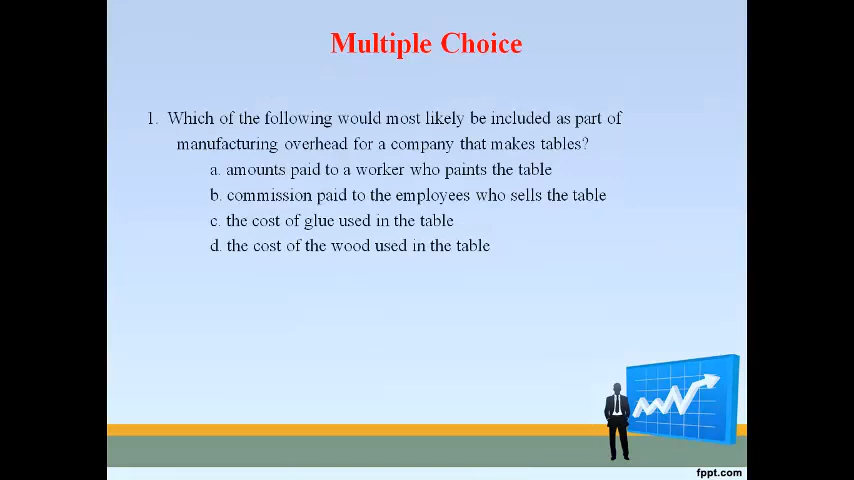 Multiple Choice
1. Which of the following would most likely be included as part of
manufacturing overhead for a company that makes tables?
a. amounts paid to a worker who paints the table
b. commission paid to the employees who sells the table
c. the cost of glue used in the table
d. the cost of the wood used in the table
fppt.com